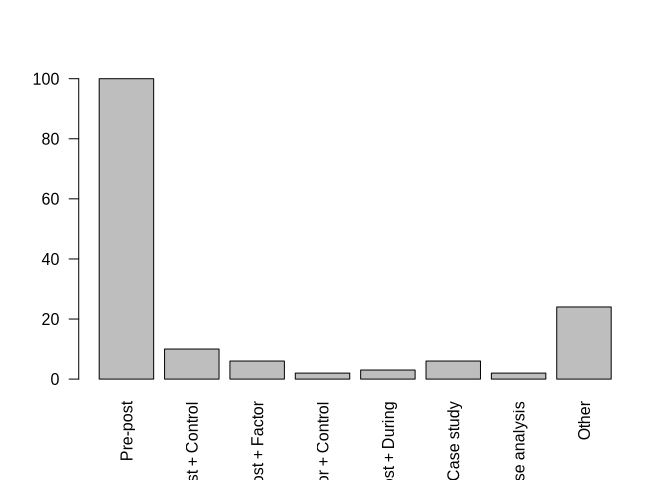 100
80
60
40
20
0
Pre-post
st + Control
ost + Factor
or + Control
ost + During
Case study
se analysis
Other